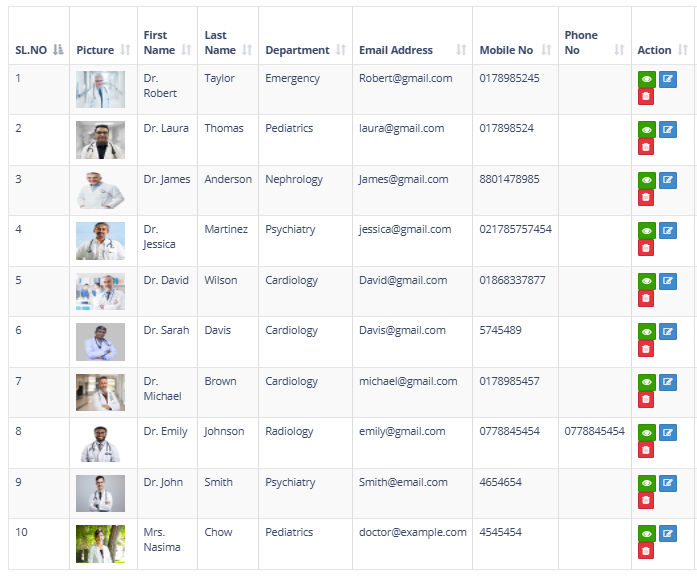 SL.NO Picture First Name Last Name Department Email Address Mobile No Phone No Action
1 Dr. Robert Taylor Emergency Robert@gmail.com 0178985245
2 Dr. Laura Thomas Pediatrics laura@gmail.com 017898524
3 Dr. James Anderson Nephrology James@gmail.com 8801478985
4 Dr. Jessica Martinez Psychiatry jessica@gmail.com 021785757454
5 Dr. David Wilson Cardiology David@gmail.com 01868337877
6 Dr. Sarah Davis Cardiology Davis@gmail.com 5745489
7 Dr. Michael Brown Cardiology michael@gmail.com 0178985457
8 Dr. Emily Johnson Radiology emily@gmail.com 0778845454 0778845454
9 Dr. John Smith Psychiatry Smith@email.com 4654654
10 Mrs. Nasima Chow Pediatrics doctor@example.com 4545454